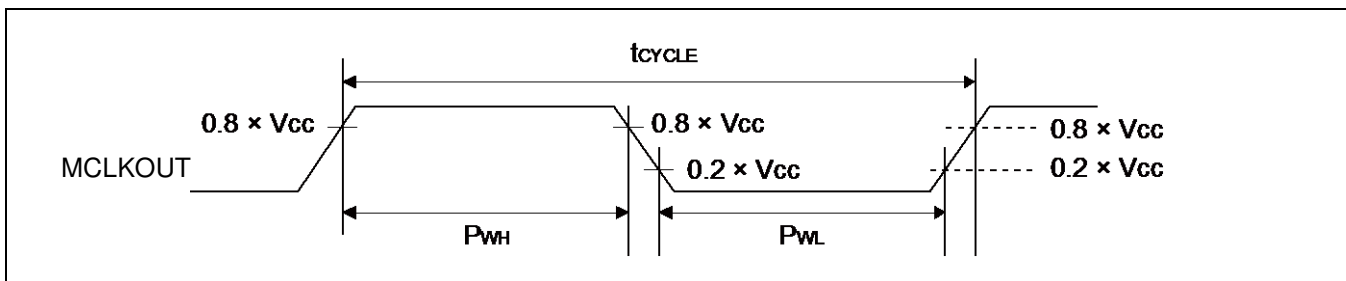 tCYCLE
0.8 × VCC
0.8 × VCC
0.8 × VCC
MCLKOUT
0.2 × VCC
0.2 × VCC
PWH
PWL